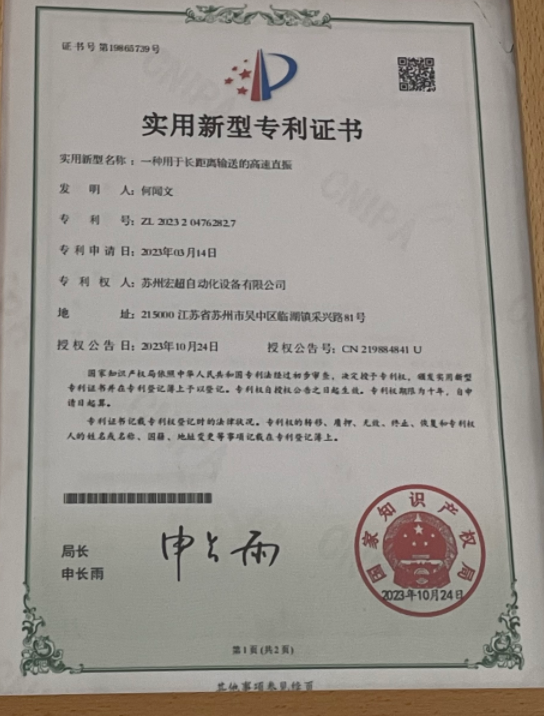 证书号第19865739号
实用新型专利证书
实用新型名称：一种用于长距离输送的高速直振
发明人：何闻文
专利号：ZL 2023 2 0476282.7
专利申请日：2023年03月14日
专利权人：苏州宏超自动化设备有限公司
地址：215000 江苏省苏州市吴中区临湖镇采兴路81号
授权公告日：2023年10月24日 授权公告号：CN 219884841 U
国家知识产权局依照中华人民共和国专利法经过初步审查，决定授予专利权，颁发实用新型
专利证书并在专利登记簿上予以登记。专利权自授权公告之日起生效。专利权期限为十年，自申
请日起算。
专利证书记载专利权登记时的法律状况。专利权的转移、质押、无效、终止、恢复和专利权
人的姓名或名称、国籍、地址变更等事项记载在专利登记簿上。
局长
申长雨
申长雨
国家知识产权局
2023年10月24日
第1页(共2页)
其他事项参见续页
CNIPA
CNIPA